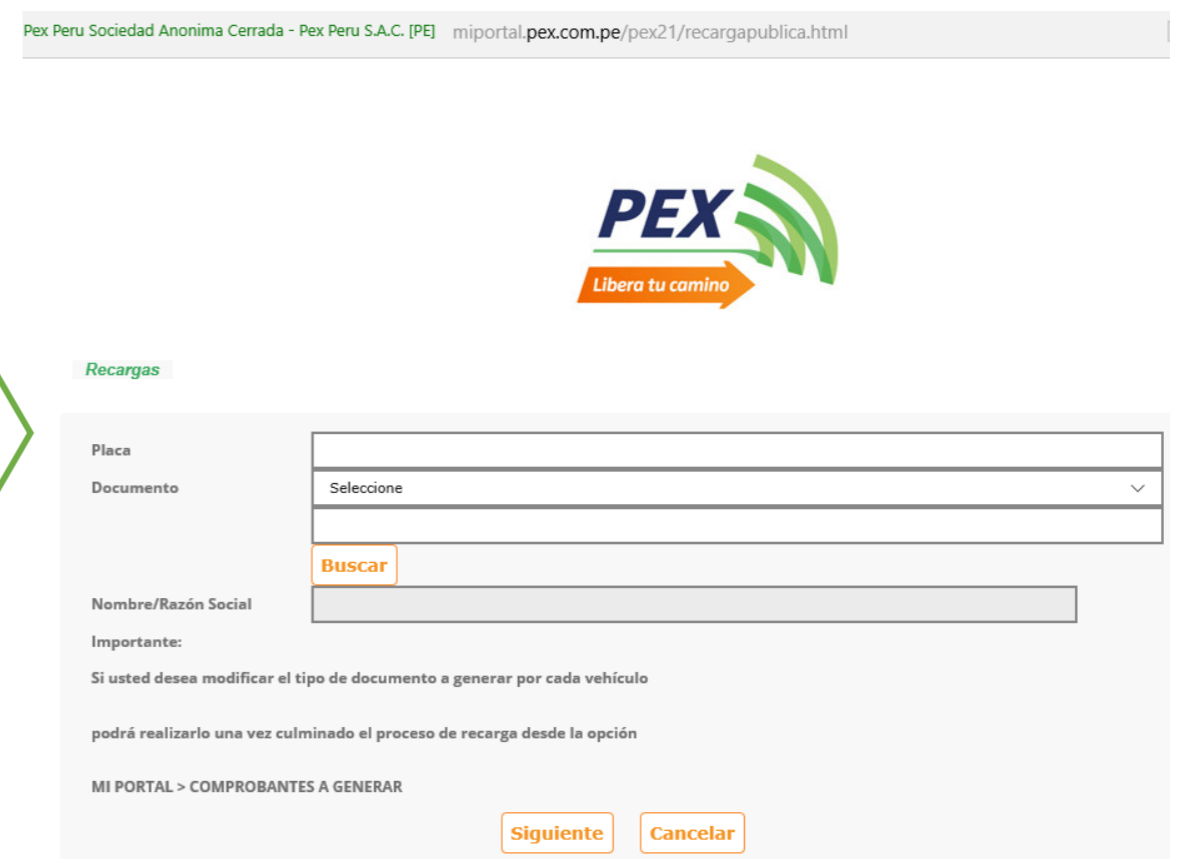 Pex Peru Sociedad Anonima Cerrada - Pex Peru S.A.C. [PE] miportal.pex.com.pe/pex21/recargapublica.html
PEX
Libera tu camino
Recargas
Placa
Documento Seleccione
Buscar
Nombre/Razón Social
Importante:
Si usted desea modificar el tipo de documento a generar por cada vehículo
podrá realizarlo una vez culminado el proceso de recarga desde la opción
MI PORTAL > COMPROBANTES A GENERAR
Siguiente Cancelar